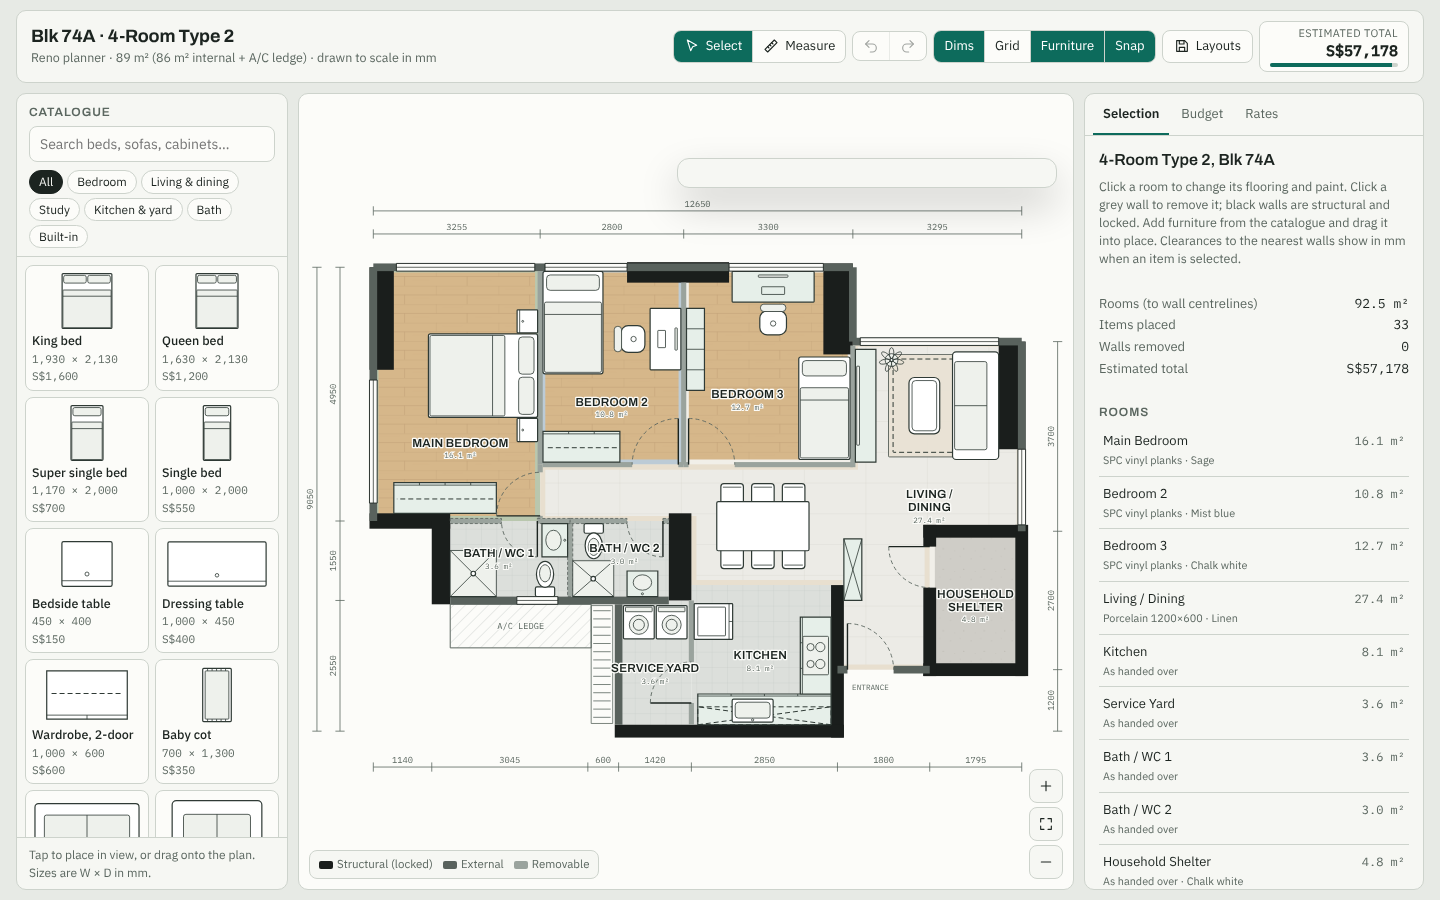 Blk 74A · 4-Room Type 2
Reno planner · 89 m² (86 m² internal + A/C ledge) · drawn to scale in mm
Select
Measure
Dims
Grid
Furniture
Snap
Layouts
ESTIMATED TOTAL
S$57,178
CATALOGUE
Search beds, sofas, cabinets...
All
Bedroom
Living & dining
Study
Kitchen & yard
Bath
Built-in
King bed
1,930 × 2,130
S$1,600
Queen bed
1,630 × 2,130
S$1,200
Super single bed
1,170 × 2,000
S$700
Single bed
1,000 × 2,000
S$550
Bedside table
450 × 400
S$150
Dressing table
1,000 × 450
S$400
Wardrobe, 2-door
1,000 × 600
S$600
Baby cot
700 × 1,300
S$350
Tap to place in view, or drag onto the plan.
Sizes are W × D in mm.
12650
3255
2800
3300
3295
9050
4950
1550
2550
3700
2700
1200
MAIN BEDROOM
16.1 m²
BEDROOM 2
10.8 m²
BEDROOM 3
12.7 m²
LIVING /
DINING
27.4 m²
BATH / WC 1
3.6 m²
BATH / WC 2
3.0 m²
HOUSEHOLD
SHELTER
4.8 m²
A/C LEDGE
SERVICE YARD
3.6 m²
KITCHEN
8.1 m²
ENTRANCE
1140
3045
600
1420
2850
1800
1795
Structural (locked)
External
Removable
Selection
Budget
Rates
4-Room Type 2, Blk 74A
Click a room to change its flooring and paint. Click a
grey wall to remove it; black walls are structural and
locked. Add furniture from the catalogue and drag it
into place. Clearances to the nearest walls show in mm
when an item is selected.
Rooms (to wall centrelines) 92.5 m²
Items placed 33
Walls removed 0
Estimated total S$57,178
ROOMS
Main Bedroom 16.1 m²
SPC vinyl planks · Sage
Bedroom 2 10.8 m²
SPC vinyl planks · Mist blue
Bedroom 3 12.7 m²
SPC vinyl planks · Chalk white
Living / Dining 27.4 m²
Porcelain 1200×600 · Linen
Kitchen 8.1 m²
As handed over
Service Yard 3.6 m²
As handed over
Bath / WC 1 3.6 m²
As handed over
Bath / WC 2 3.0 m²
As handed over
Household Shelter 4.8 m²
As handed over · Chalk white